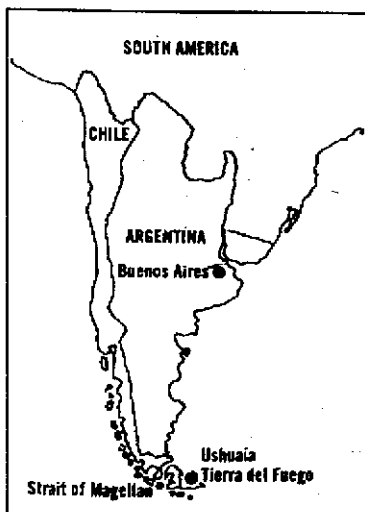 SOUTH AMERICA
CHILE
ARGENTINA
Buenos Aires
Ushuaia
Tierra del Fuego
Strait of Magellan